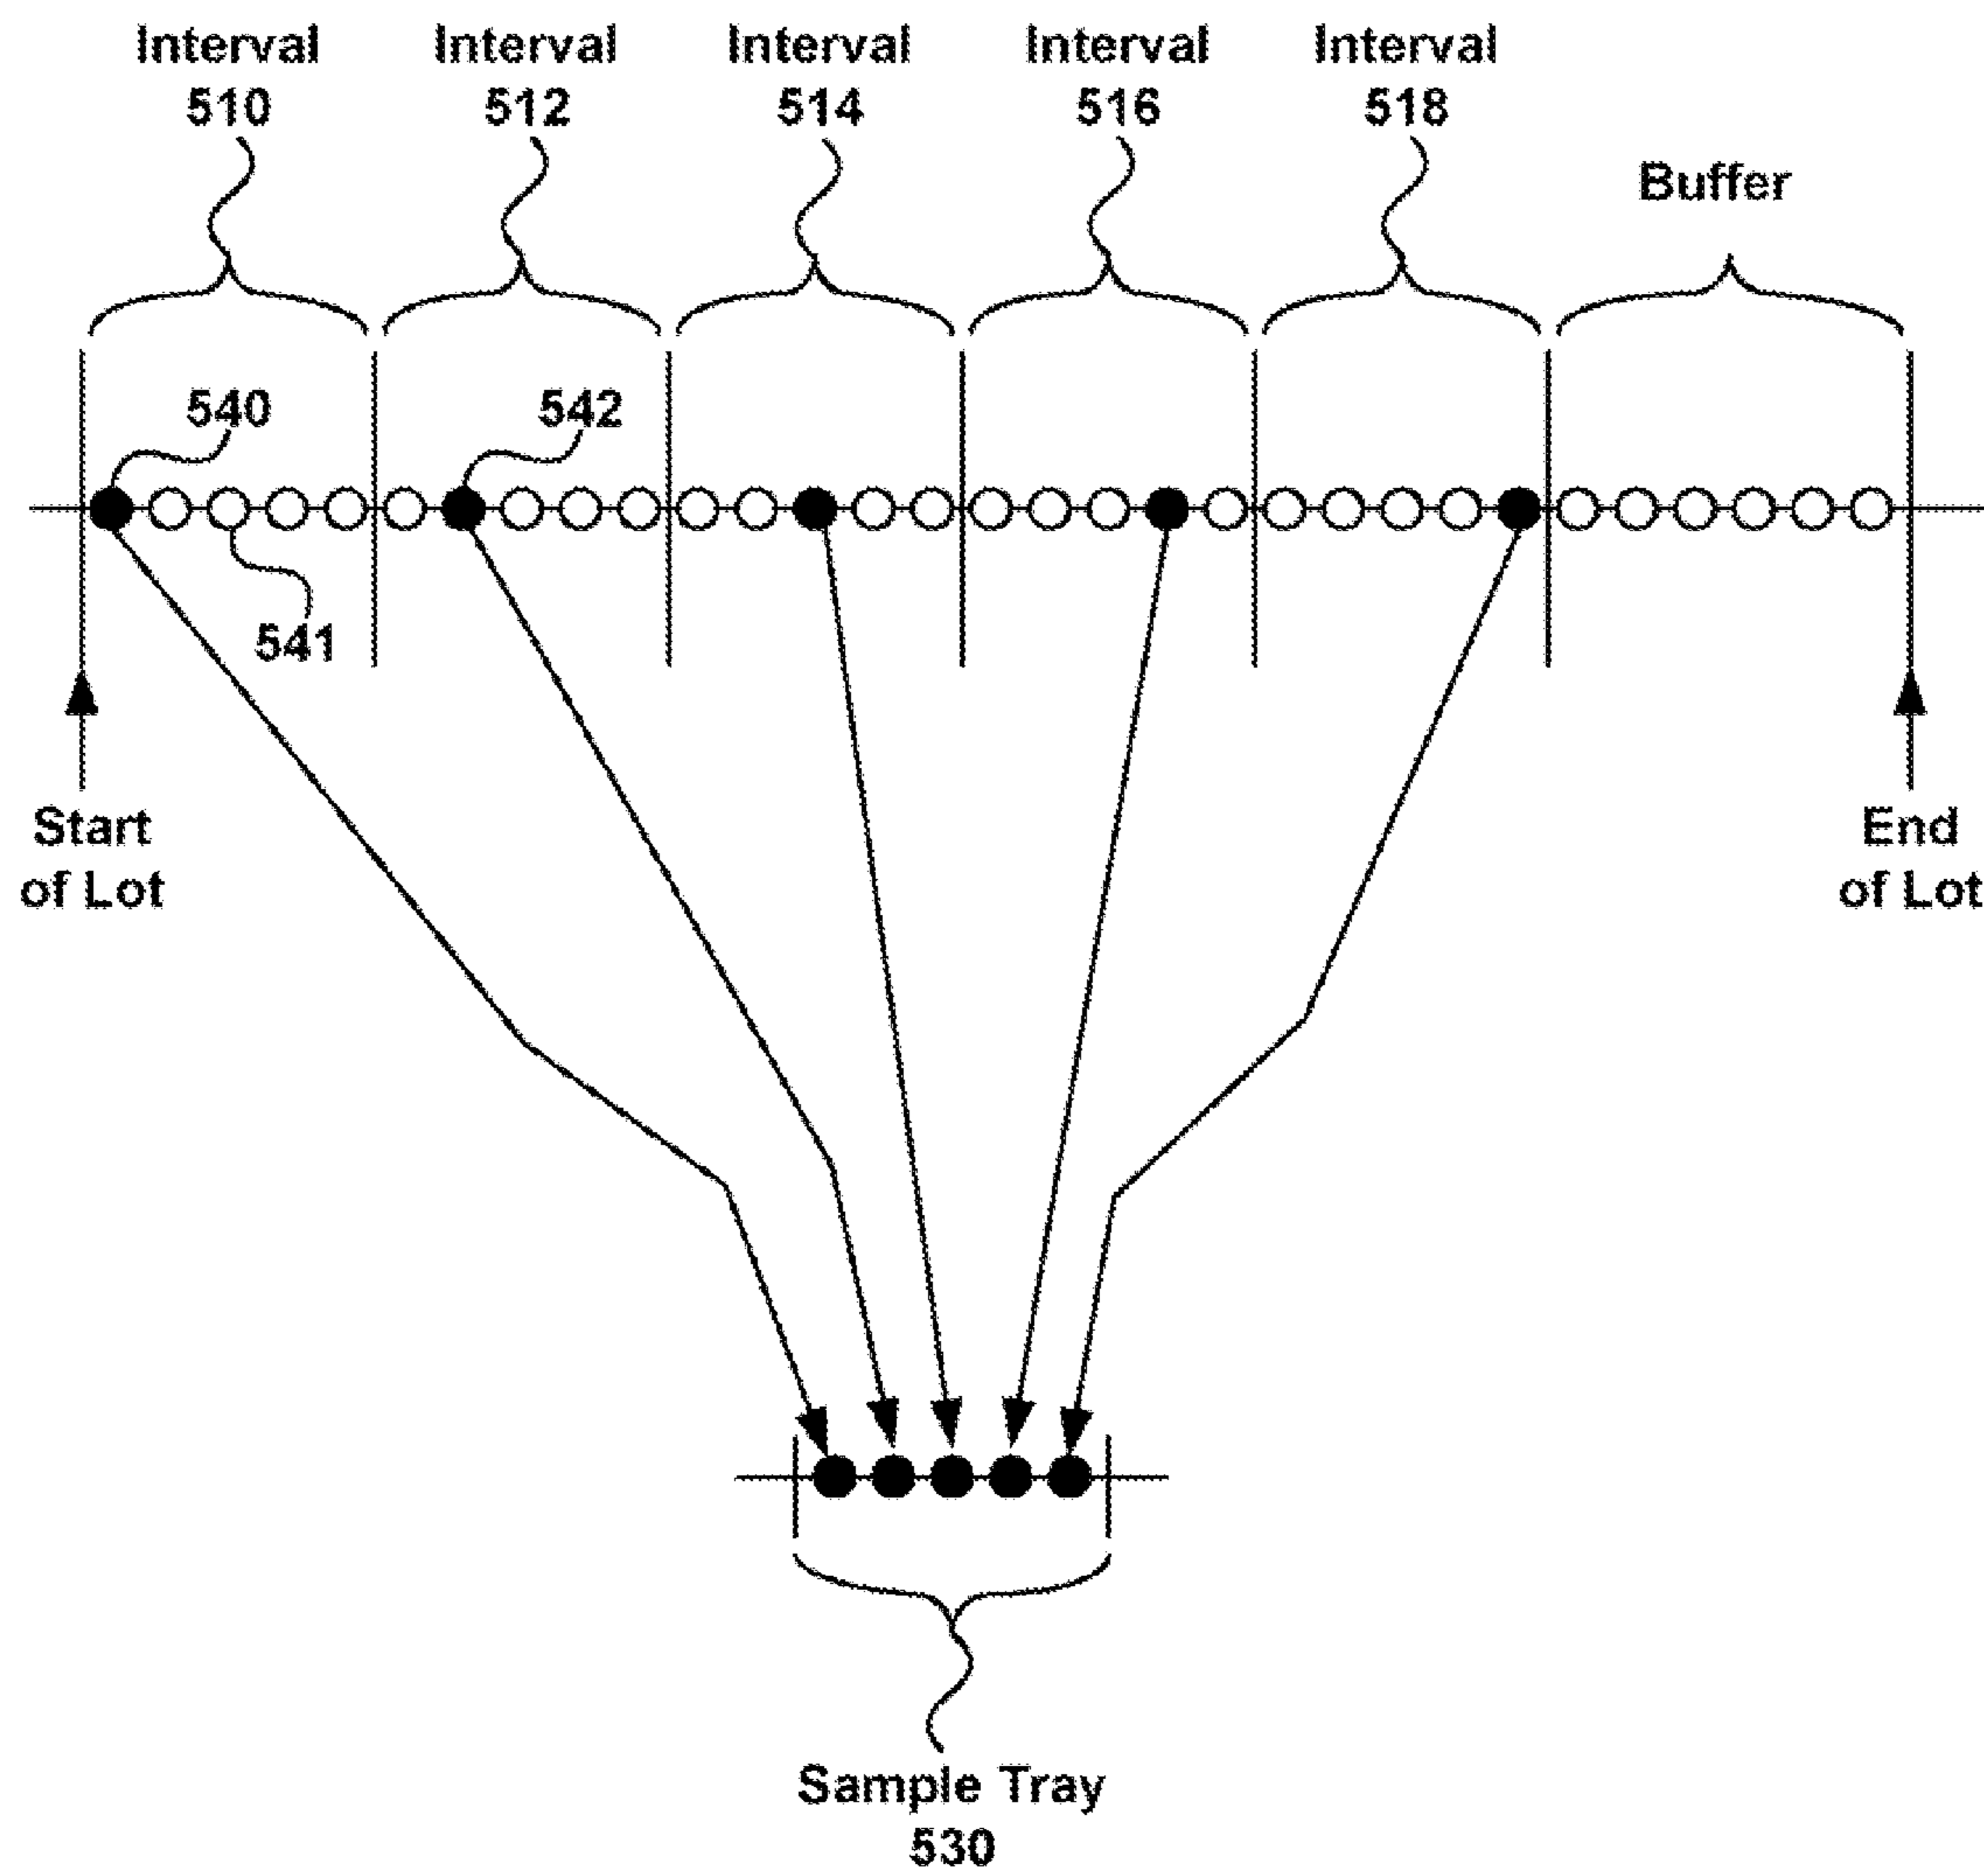 Interval
510
Interval
512
Interval
514
Interval
516
Interval
518
Buffer
540
542
541
Start
of Lot
End
of Lot
Sample Tray
530